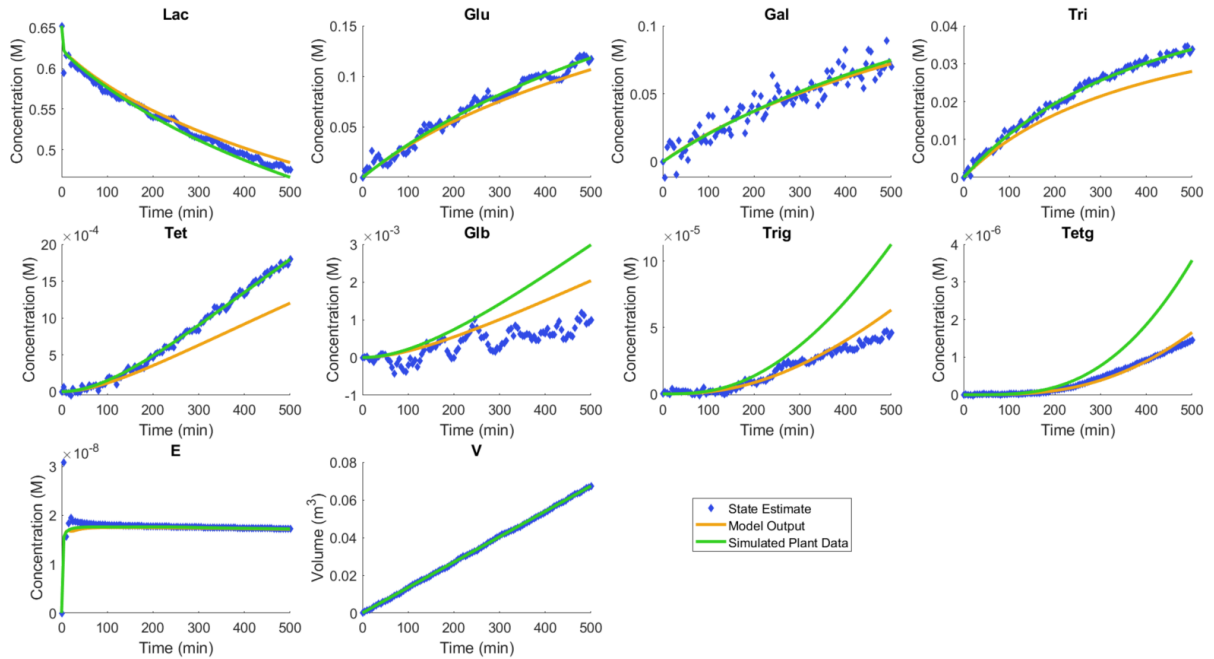 Lac
Concentration (M)
0.65
0.6
0.55
0.5
0 100 200 300 400 500
Time (min)
Glu
Concentration (M)
0.15
0.1
0.05
0
0 100 200 300 400 500
Time (min)
Gal
Concentration (M)
0.1
0.05
0
0 100 200 300 400 500
Time (min)
Tri
Concentration (M)
0.04
0.03
0.02
0.01
0
0 100 200 300 400 500
Time (min)
Tet
×10⁻⁴
Concentration (M)
20
15
10
5
0
0 100 200 300 400 500
Time (min)
Glb
×10⁻³
Concentration (M)
3
2
1
0
-1
0 100 200 300 400 500
Time (min)
Trig
×10⁻⁵
Concentration (M)
10
5
0
0 100 200 300 400 500
Time (min)
Tetg
×10⁻⁶
Concentration (M)
4
3
2
1
0
0 100 200 300 400 500
Time (min)
E
×10⁻⁸
Concentration (M)
3
2
1
0
0 100 200 300 400 500
Time (min)
V
Volume (m³)
0.08
0.06
0.04
0.02
0
0 100 200 300 400 500
Time (min)
State Estimate
Model Output
Simulated Plant Data